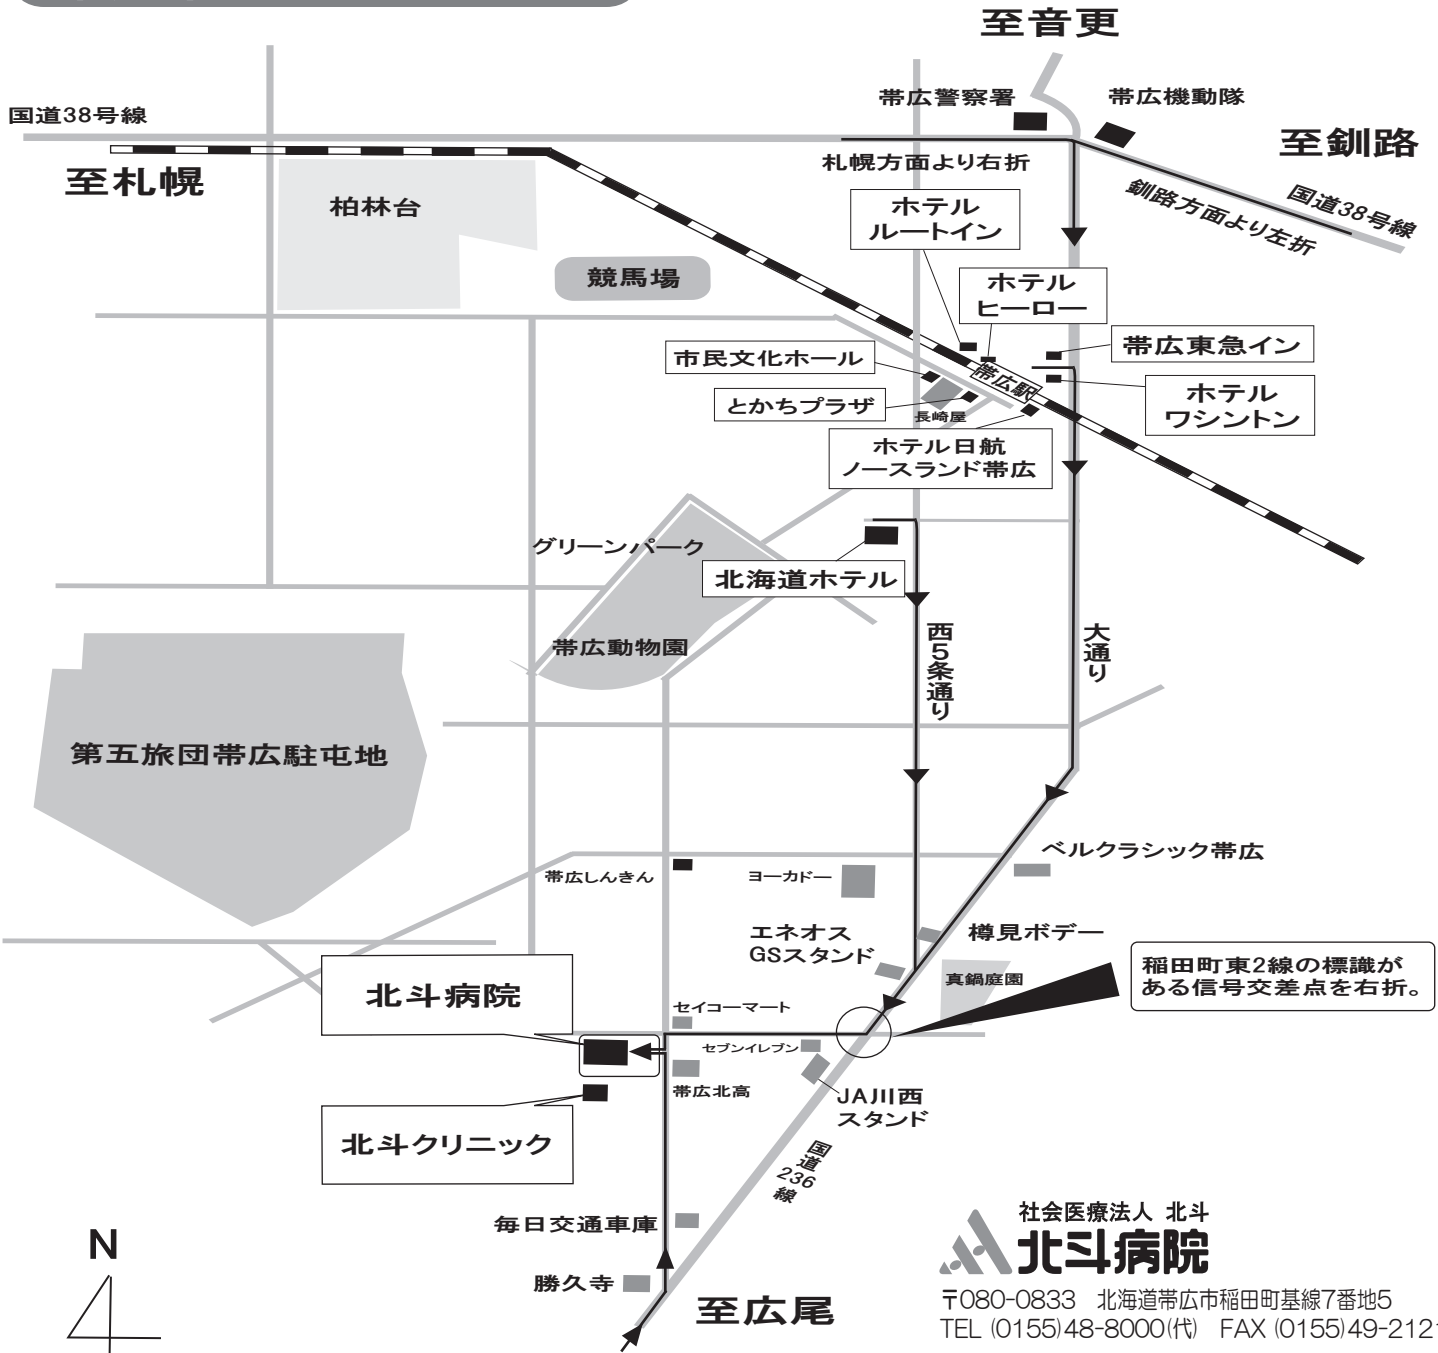 至音更
国道38号線
帯広警察署
帯広機動隊
至釧路
至札幌
札幌方面より右折
釧路方面より左折
国道38号線
柏林台
ホテル
ルートイン
競馬場
ホテル
ヒーロー
市民文化ホール
帯広駅
帯広東急イン
とかちプラザ
長崎屋
ホテル
ワシントン
ホテル日航
ノースランド帯広
グリーンパーク
北海道ホテル
帯広動物園
西5条通り
大通り
第五旅団帯広駐屯地
ベルクラシック帯広
帯広しんきん
ヨーカドー
エネオス
GSスタンド
樽見ボデー
真鍋庭園
稲田町東2線の標識が
ある信号交差点を右折。
北斗病院
セイコーマート
セブンイレブン
帯広北高
JA川西
スタンド
北斗クリニック
国道236線
毎日交通車庫
勝久寺
至広尾
N
社会医療法人 北斗
北斗病院
〒080-0833 北海道帯広市稲田町基線7番地5
TEL (0155)48-8000(代) FAX (0155)49-212